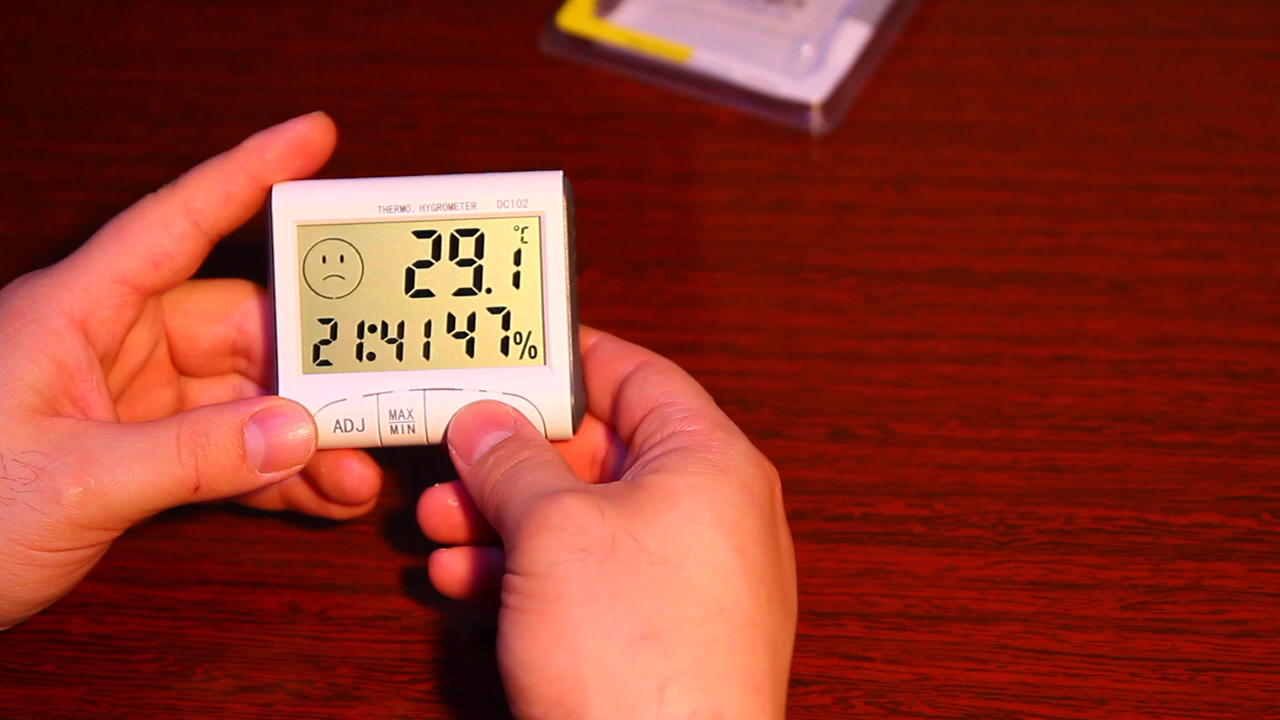 THERMO. HYGROMETER DC102
29.1 °C
21:41 47%
ADJ
MAX
MIN